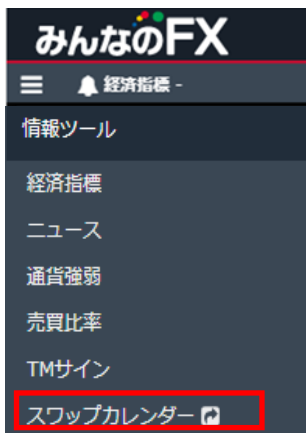 みんなのFX
経済指標 -
情報ツール
経済指標
ニュース
通貨強弱
売買比率
TMサイン
スワップカレンダー